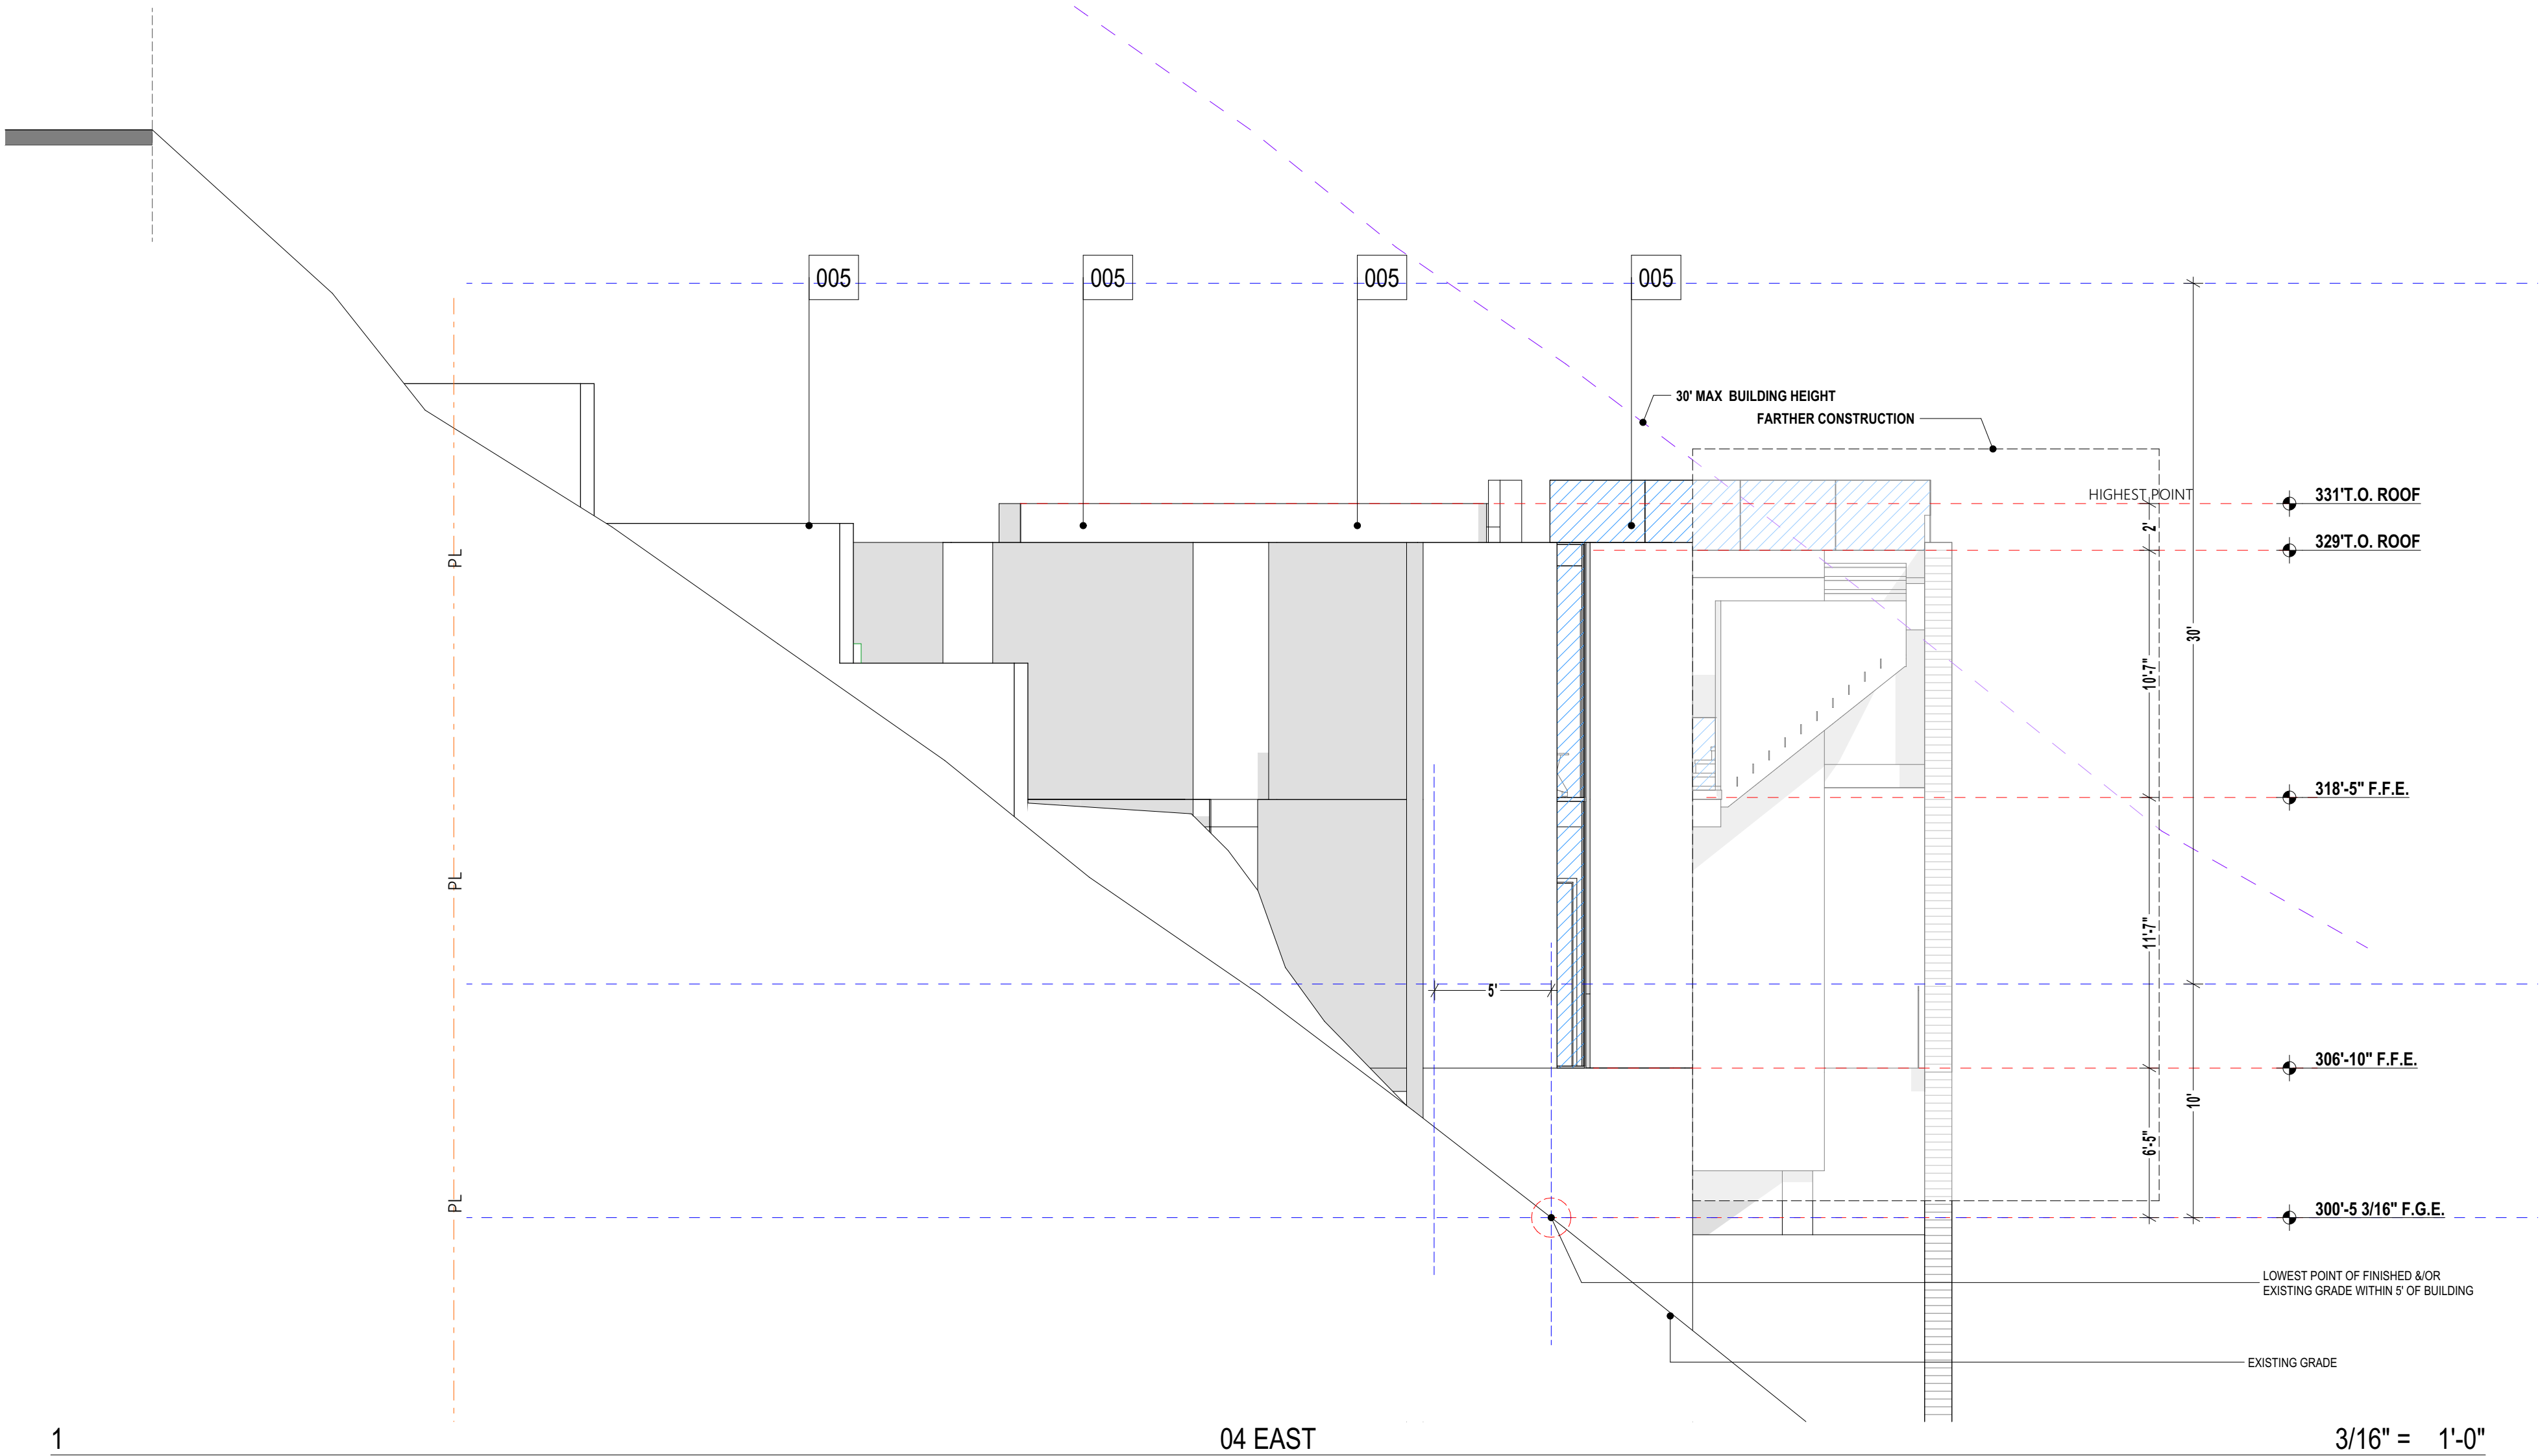 005 005 005 005
30' MAX BUILDING HEIGHT
FARTHER CONSTRUCTION
HIGHEST POINT
331'T.O. ROOF
2'
329'T.O. ROOF
PL
30'
10'-7"
318'-5" F.F.E.
PL
11'-7"
5'
306'-10" F.F.E.
10'
6'-5"
PL
300'-5 3/16" F.G.E.
LOWEST POINT OF FINISHED &/OR
EXISTING GRADE WITHIN 5' OF BUILDING
EXISTING GRADE
1 04 EAST 3/16" = 1'-0"